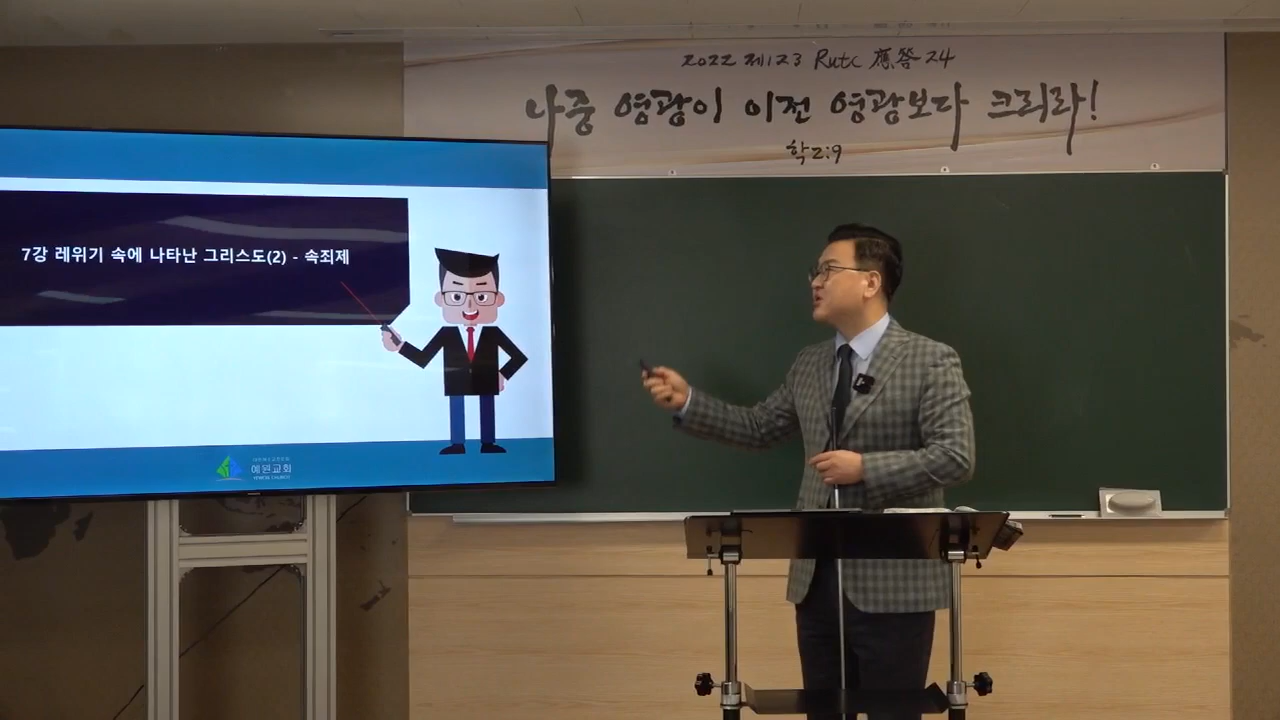 2022 제123 Rutc 應答 24
나중 영광이 이전 영광보다 크리라!
학2:9
7강 레위기 속에 나타난 그리스도(2) - 속죄제
예원교회
YEWON CHURCH